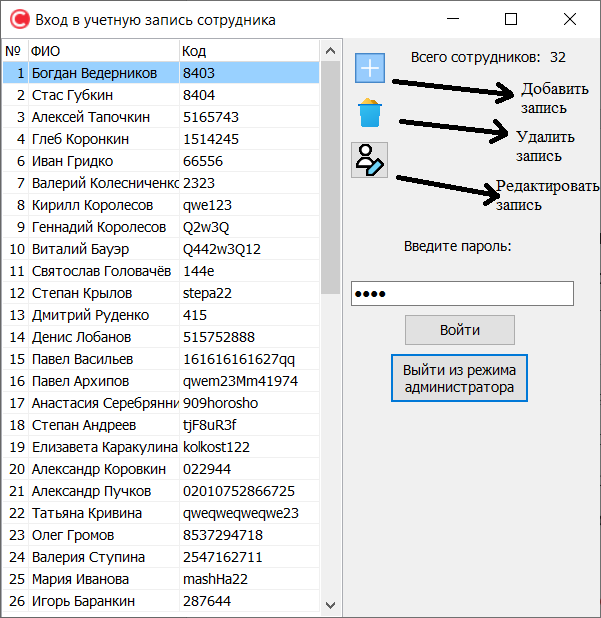 Вход в учетную запись сотрудника
№ ФИО Код
1 Богдан Ведерников 8403
2 Стас Губкин 8404
3 Алексей Тапочкин 5165743
4 Глеб Коронкин 1514245
6 Иван Гридко 66556
7 Валерий Колесниченко 2323
8 Кирилл Королесов qwe123
9 Геннадий Королесов Q2w3Q
10 Виталий Бауэр Q442w3Q12
11 Святослав Головачёв 144e
12 Степан Крылов stepa22
13 Дмитрий Руденко 415
14 Денис Лобанов 515752888
15 Павел Васильев 161616161627qq
16 Павел Архипов qwem23Mm41974
17 Анастасия Серебрянни 909horosho
18 Степан Андреев tjF8uR3f
19 Елизавета Каракулина kolkost122
20 Александр Коровкин 022944
21 Александр Пучков 02010752866725
22 Татьяна Кривина qweqweqweqwe23
23 Олег Громов 8537294718
24 Валерия Ступина 2547162711
25 Мария Иванова mashHa22
26 Игорь Баранкин 287644
Всего сотрудников: 32
Добавить
запись
Удалить
запись
Редактировать
запись
Введите пароль:
Войти
Выйти из режима
администратора